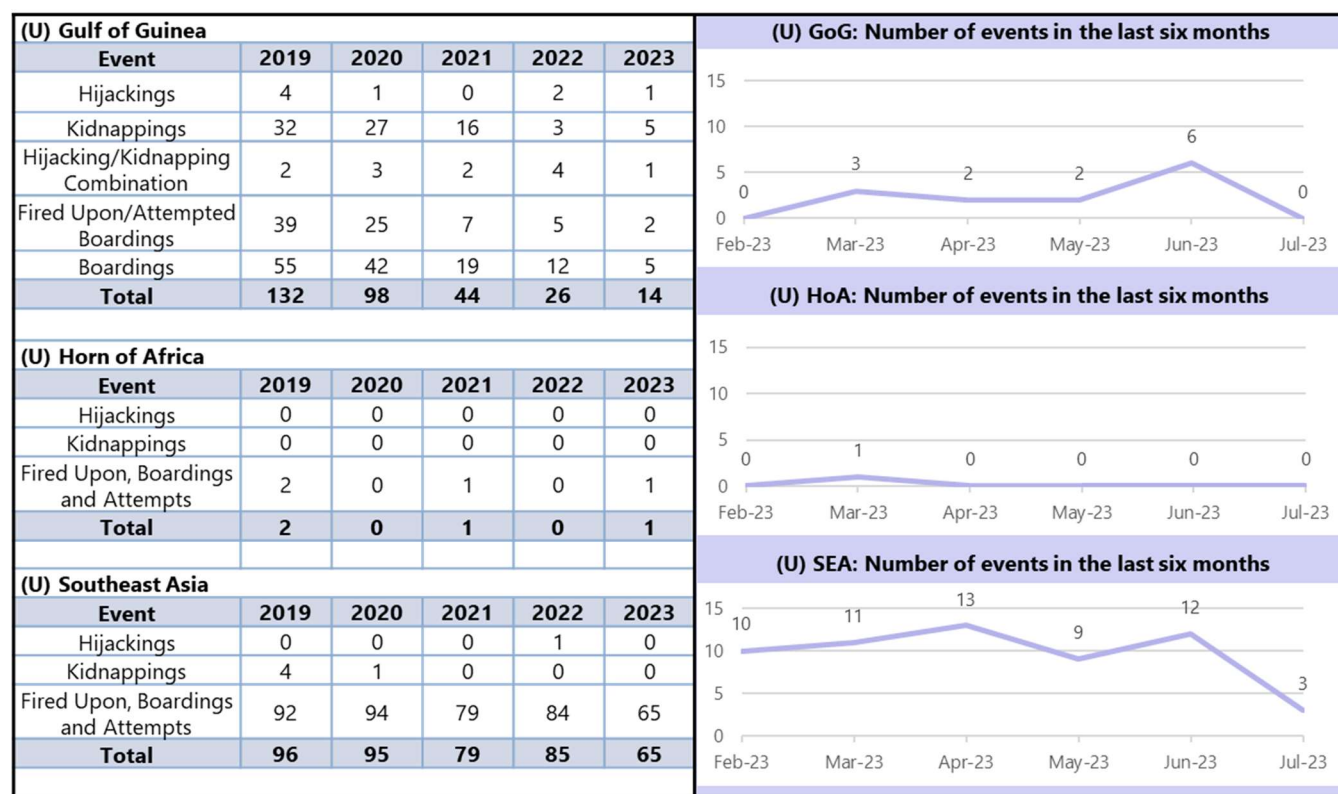 (U) Gulf of Guinea
Event 2019 2020 2021 2022 2023
Hijackings 4 1 0 2 1
Kidnappings 32 27 16 3 5
Hijacking/Kidnapping
Combination 2 3 2 4 1
Fired Upon/Attempted
Boardings 39 25 7 5 2
Boardings 55 42 19 12 5
Total 132 98 44 26 14
(U) Horn of Africa
Event 2019 2020 2021 2022 2023
Hijackings 0 0 0 0 0
Kidnappings 0 0 0 0 0
Fired Upon, Boardings
and Attempts 2 0 1 0 1
Total 2 0 1 0 1
(U) Southeast Asia
Event 2019 2020 2021 2022 2023
Hijackings 0 0 0 1 0
Kidnappings 4 1 0 0 0
Fired Upon, Boardings
and Attempts 92 94 79 84 65
Total 96 95 79 85 65
(U) GoG: Number of events in the last six months
15
10
5
0
0 3 2 2 6 0
Feb-23 Mar-23 Apr-23 May-23 Jun-23 Jul-23
(U) HoA: Number of events in the last six months
15
10
5
0
0 1 0 0 0 0
Feb-23 Mar-23 Apr-23 May-23 Jun-23 Jul-23
(U) SEA: Number of events in the last six months
15
10
5
0
10 11 13 9 12 3
Feb-23 Mar-23 Apr-23 May-23 Jun-23 Jul-23